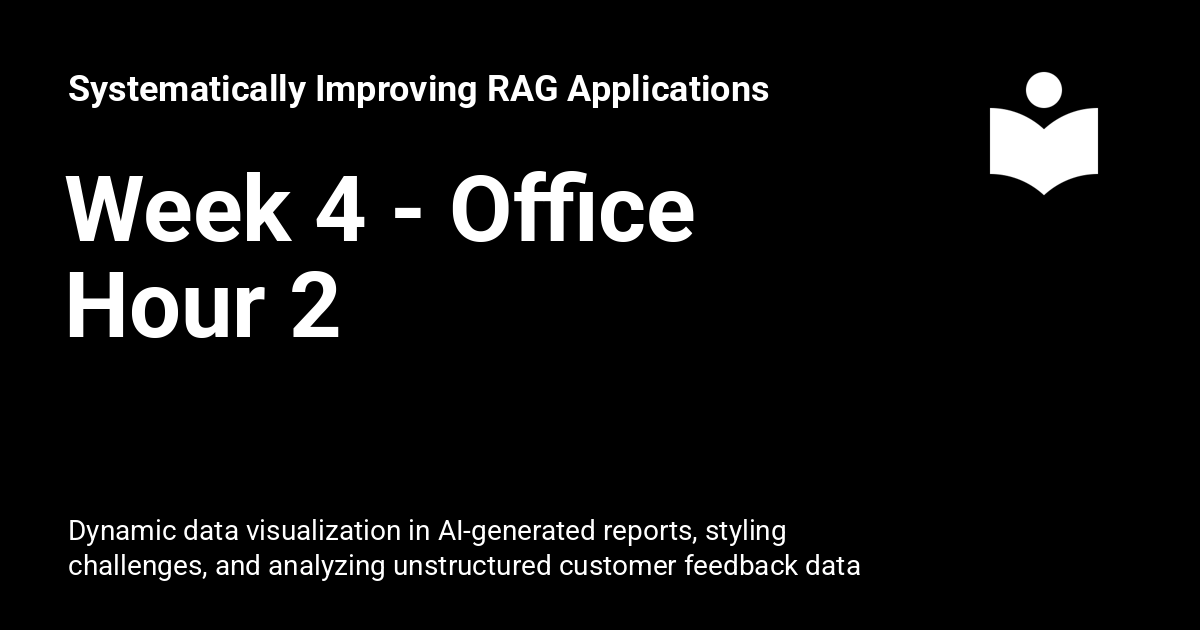 Systematically Improving RAG Applications
Week 4 - Office
Hour 2
Dynamic data visualization in AI-generated reports, styling
challenges, and analyzing unstructured customer feedback data